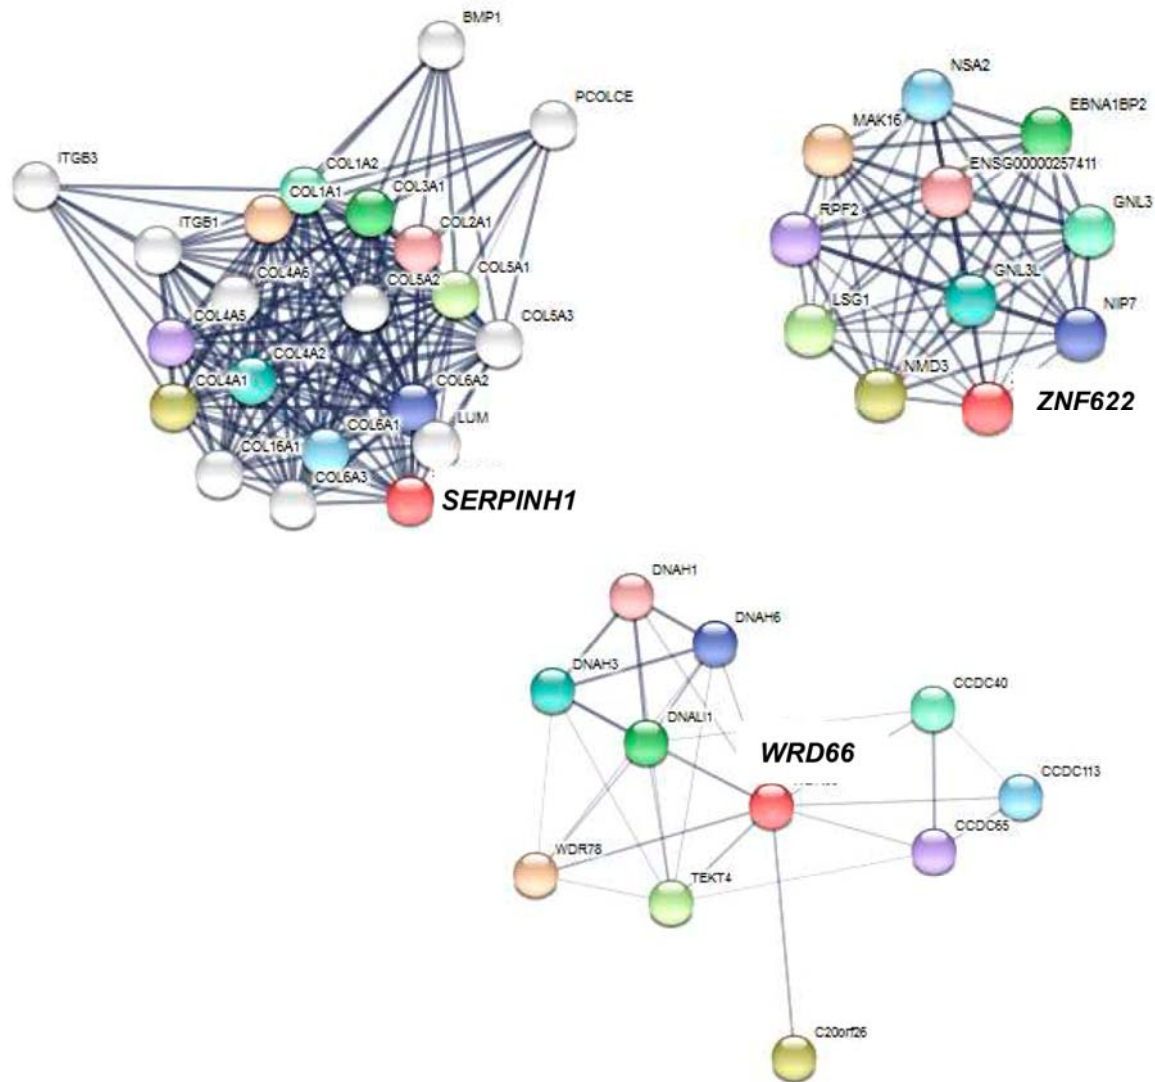 BMP1
PCOLCE
ITGB3
COL1A2
COL1A1
COL3A1
ITGB1
COL2A1
COL4A6
COL5A2
COL5A1
COL4A5
COL5A3
COL4A2
COL4A1
COL6A2
LUM
COL6A1
COL16A1
COL6A3
SERPINH1
NSA2
EBNA1BP2
MAK16
ENSG00000257411
RPF2
GNL3
GNL3L
LSG1
NIP7
NMD3
ZNF622
DNAH1
DNAH6
DNAH3
CCDC40
DNALI1
WRD66
CCDC113
CCDC65
WDR78
TEKT4
C20orf26